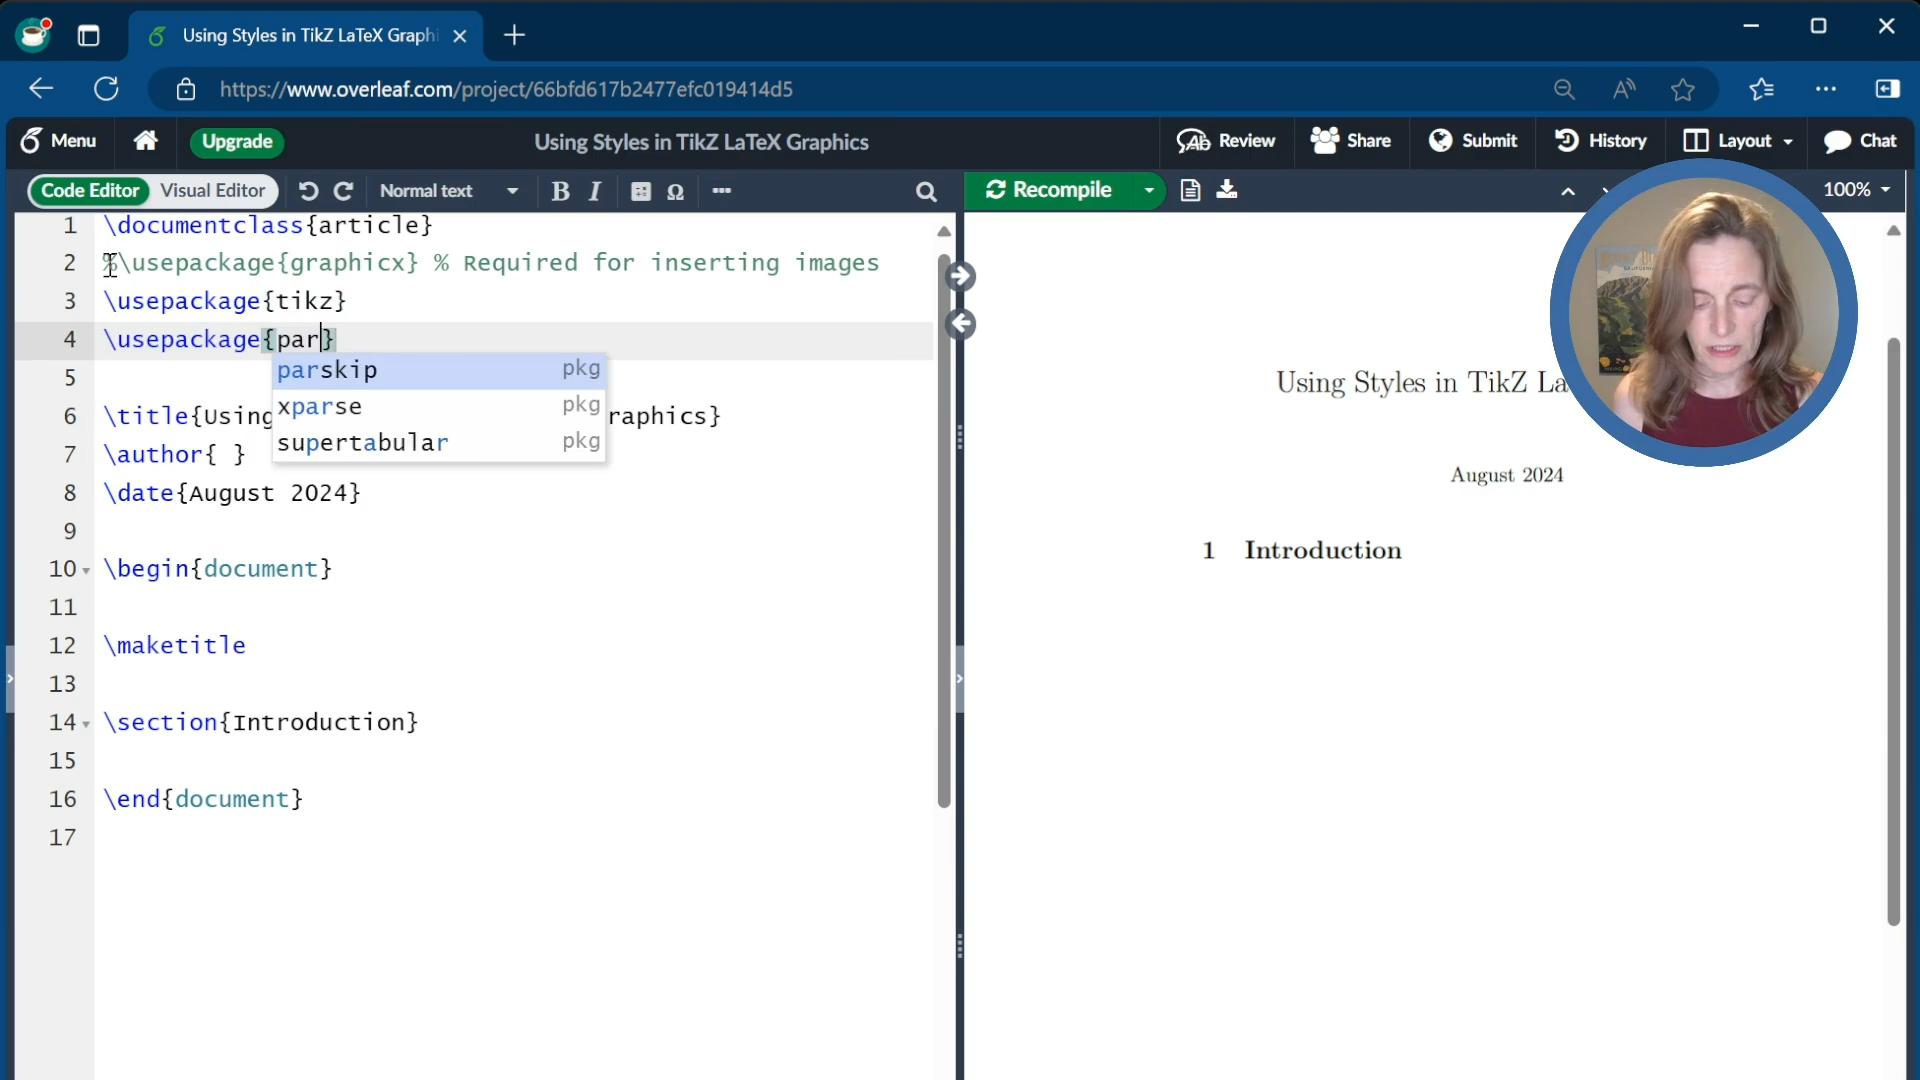 Using Styles in TikZ LaTeX Graphi
https://www.overleaf.com/project/66bfd617b2477efc019414d5
Menu
Upgrade
Using Styles in TikZ LaTeX Graphics
Review
Share
Submit
History
Layout
Chat
Code Editor
Visual Editor
Normal text
B
I
Ω
Recompile
100%
1 \documentclass{article}
2 %\usepackage{graphicx} % Required for inserting images
3 \usepackage{tikz}
4 \usepackage{par}
parskip pkg
xparse pkg
supertabular pkg
5
6 \title{Using raphics}
7 \author{ }
8 \date{August 2024}
9
10 \begin{document}
11
12 \maketitle
13
14 \section{Introduction}
15
16 \end{document}
17
Using Styles in TikZ La
August 2024
1 Introduction